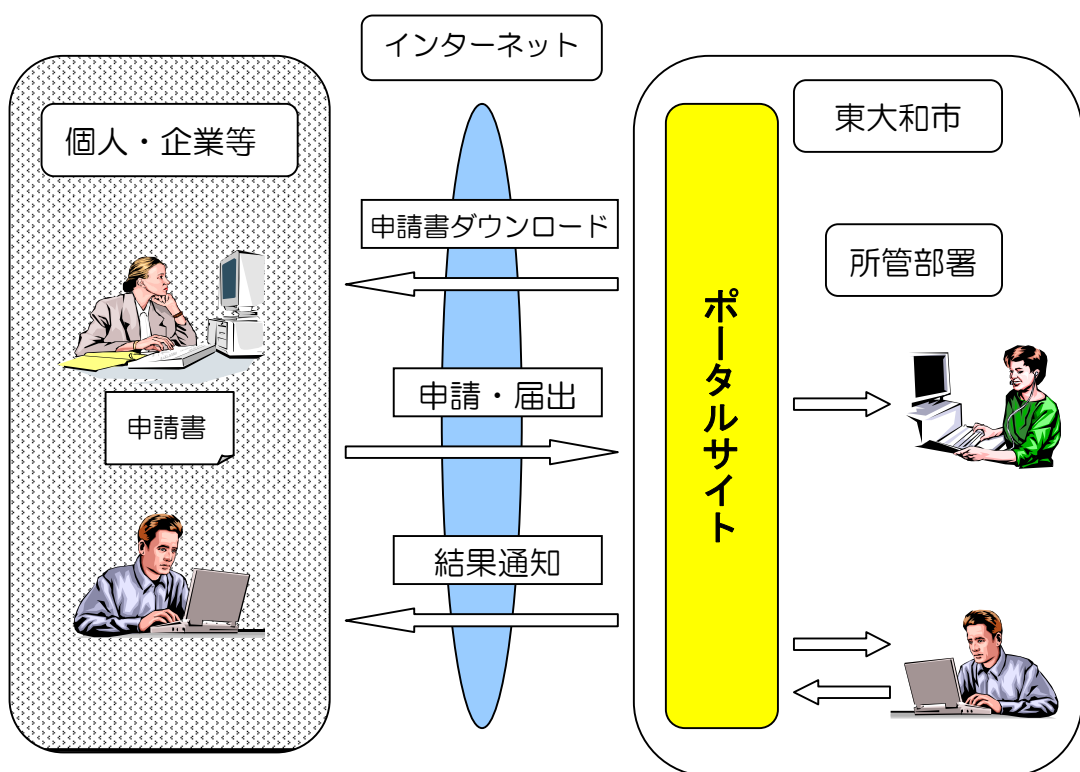 インターネット
個人・企業等
東大和市
申請書ダウンロード
所管部署
ポータルサイト
申請・届出
申請書
結果通知